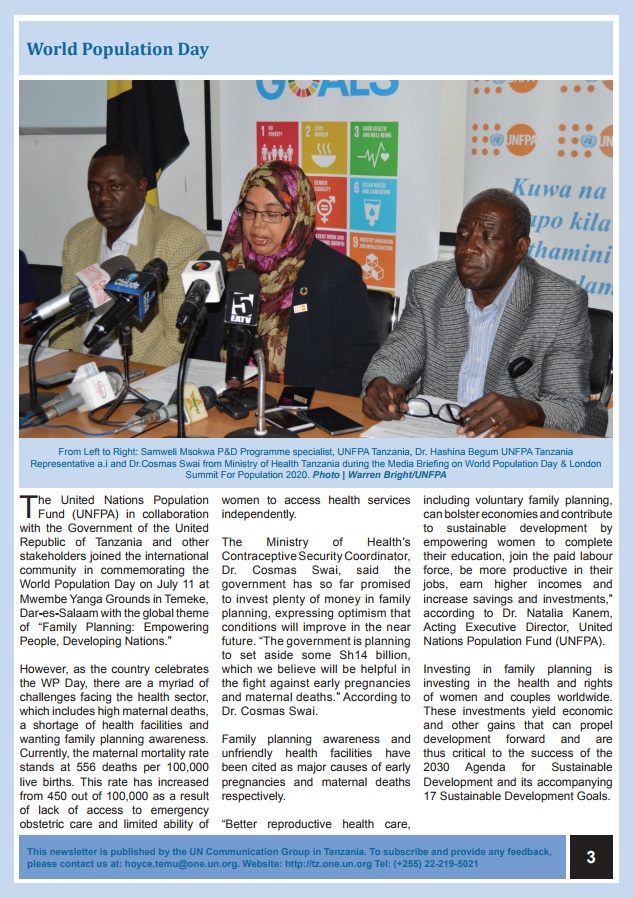 World Population Day
GOALS
1 NO POVERTY
2 ZERO HUNGER
3 GOOD HEALTH AND WELL-BEING
GENDER EQUALITY
6 CLEAN WATER AND SANITATION
DECENT WORK AND ECONOMIC GROWTH
9 INDUSTRY, INNOVATION AND INFRASTRUCTURE
UNFPA
UNFPA
Kuwa na
apo kila
thamini
lam
5
EATV
From Left to Right: Samweli Msokwa P&D Programme specialist, UNFPA Tanzania, Dr. Hashina Begum UNFPA Tanzania
Representative a.i and Dr.Cosmas Swai from Ministry of Health Tanzania during the Media Briefing on World Population Day & London
Summit For Population 2020. Photo | Warren Bright/UNFPA
The United Nations Population
Fund (UNFPA) in collaboration
with the Government of the United
Republic of Tanzania and other
stakeholders joined the international
community in commemorating the
World Population Day on July 11 at
Mwembe Yanga Grounds in Temeke,
Dar-es-Salaam with the global theme
of “Family Planning: Empowering
People, Developing Nations."
However, as the country celebrates
the WP Day, there are a myriad of
challenges facing the health sector,
which includes high maternal deaths,
a shortage of health facilities and
wanting family planning awareness.
Currently, the maternal mortality rate
stands at 556 deaths per 100,000
live births. This rate has increased
from 450 out of 100,000 as a result
of lack of access to emergency
obstetric care and limited ability of
women to access health services
independently.
The Ministry of Health's
Contraceptive Security Coordinator,
Dr. Cosmas Swai, said the
government has so far promised
to invest plenty of money in family
planning, expressing optimism that
conditions will improve in the near
future. “The government is planning
to set aside some Sh14 billion,
which we believe will be helpful in
the fight against early pregnancies
and maternal deaths." According to
Dr. Cosmas Swai.
Family planning awareness and
unfriendly health facilities have
been cited as major causes of early
pregnancies and maternal deaths
respectively.
“Better reproductive health care,
including voluntary family planning,
can bolster economies and contribute
to sustainable development by
empowering women to complete
their education, join the paid labour
force, be more productive in their
jobs, earn higher incomes and
increase savings and investments,"
according to Dr. Natalia Kanem,
Acting Executive Director, United
Nations Population Fund (UNFPA).
Investing in family planning is
investing in the health and rights
of women and couples worldwide.
These investments yield economic
and other gains that can propel
development forward and are
thus critical to the success of the
2030 Agenda for Sustainable
Development and its accompanying
17 Sustainable Development Goals.
This newsletter is published by the UN Communication Group in Tanzania. To subscribe and provide any feedback,
please contact us at: hoyce.temu@one.un.org. Website: http://tz.one.un.org Tel: (+255) 22-219-5021
3